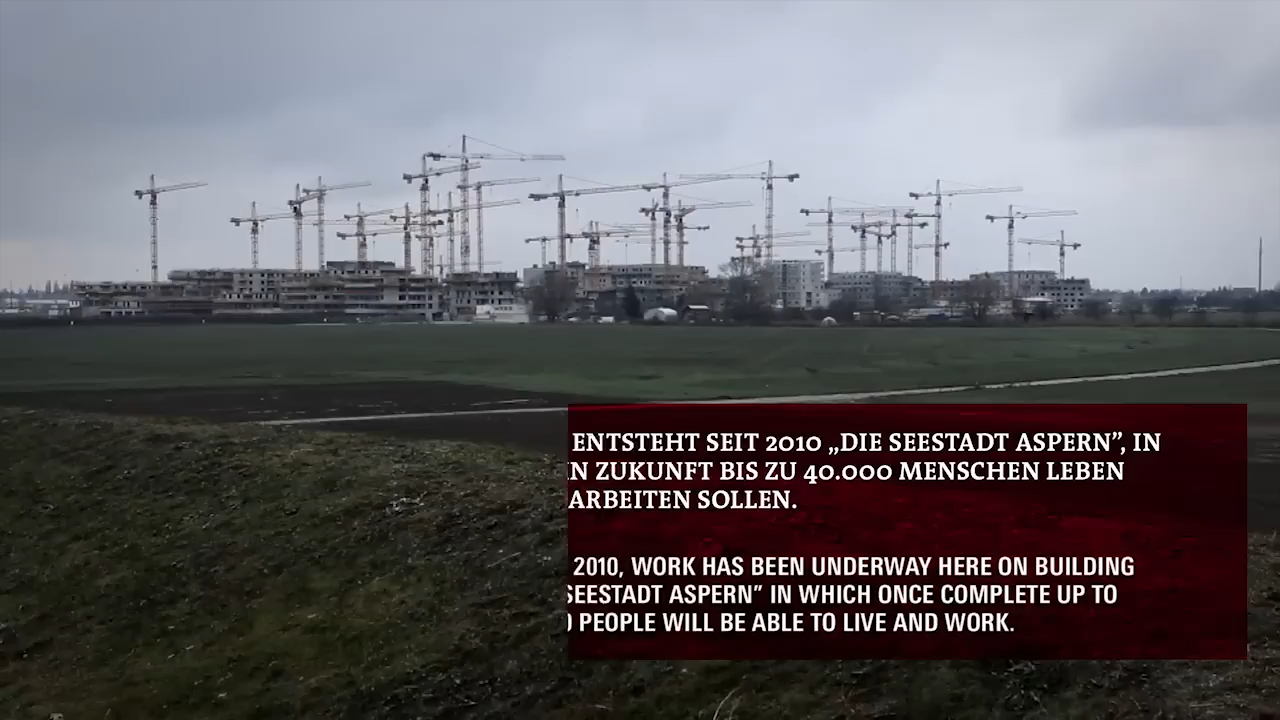 ENTSTEHT SEIT 2010 „DIE SEESTADT ASPERN”, IN
ZUKUNFT BIS ZU 40.000 MENSCHEN LEBEN
ARBEITEN SOLLEN.
2010, WORK HAS BEEN UNDERWAY HERE ON BUILDING
SEESTADT ASPERN” IN WHICH ONCE COMPLETE UP TO
PEOPLE WILL BE ABLE TO LIVE AND WORK.